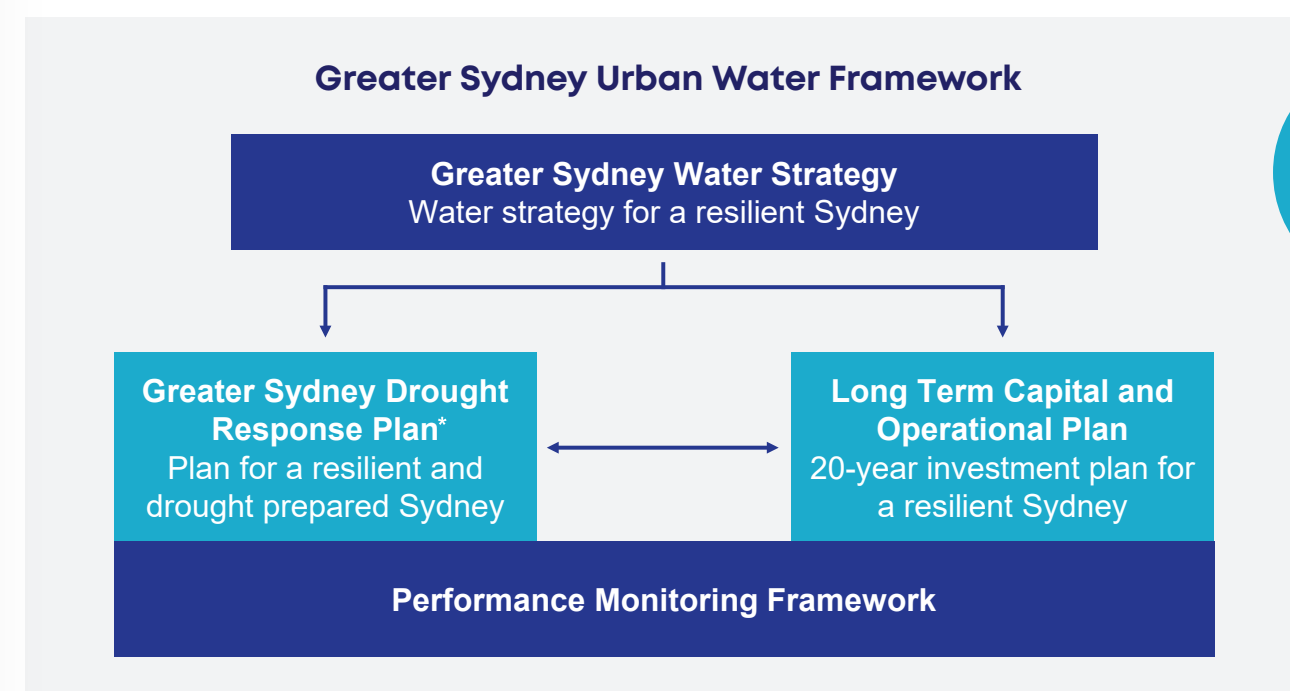 Greater Sydney Urban Water Framework
Greater Sydney Water Strategy
Water strategy for a resilient Sydney
Greater Sydney Drought
Response Plan*
Plan for a resilient and
drought prepared Sydney
Long Term Capital and
Operational Plan
20-year investment plan for
a resilient Sydney
Performance Monitoring Framework